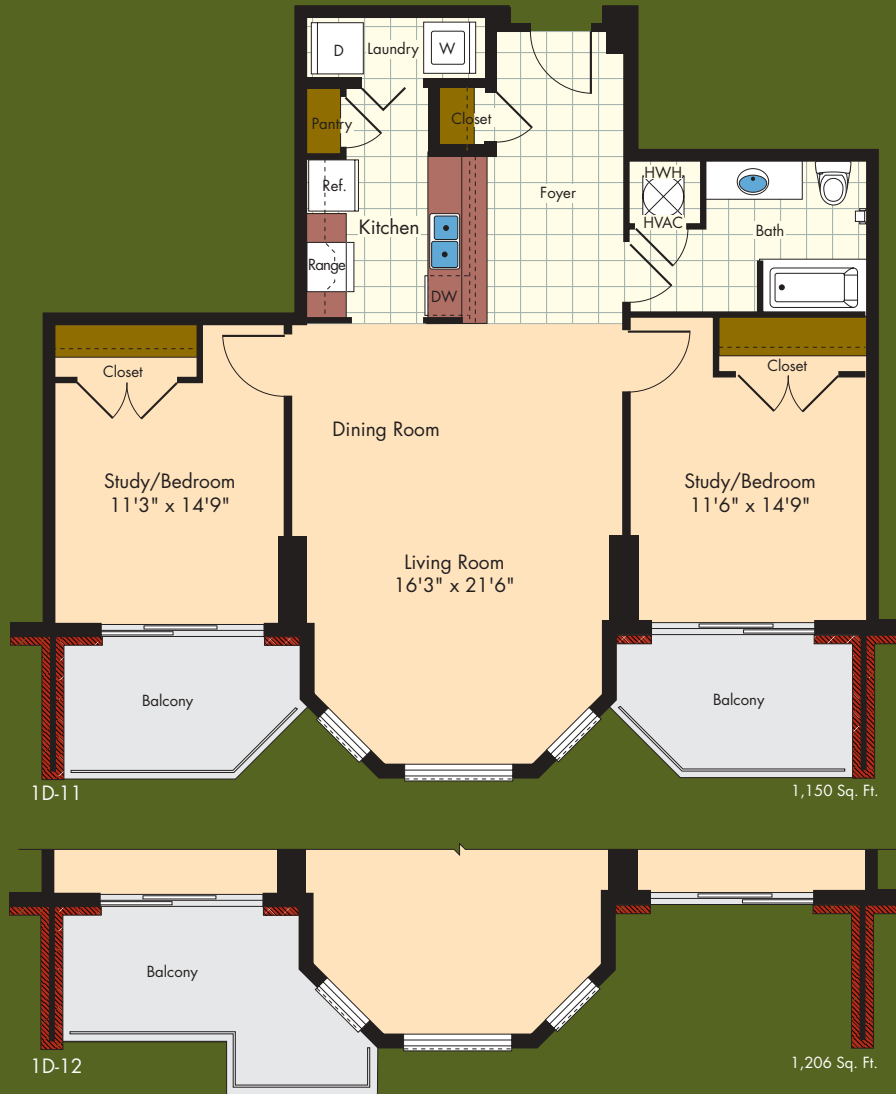 D
Laundry
W
Pantry
Closet
Ref.
Kitchen
Foyer
HWH
HVAC
Bath
Range
DW
Closet
Closet
Dining Room
Study/Bedroom
11'3" x 14'9"
Study/Bedroom
11'6" x 14'9"
Living Room
16'3" x 21'6"
Balcony
Balcony
1D-11
1,150 Sq. Ft.
Balcony
1D-12
1,206 Sq. Ft.